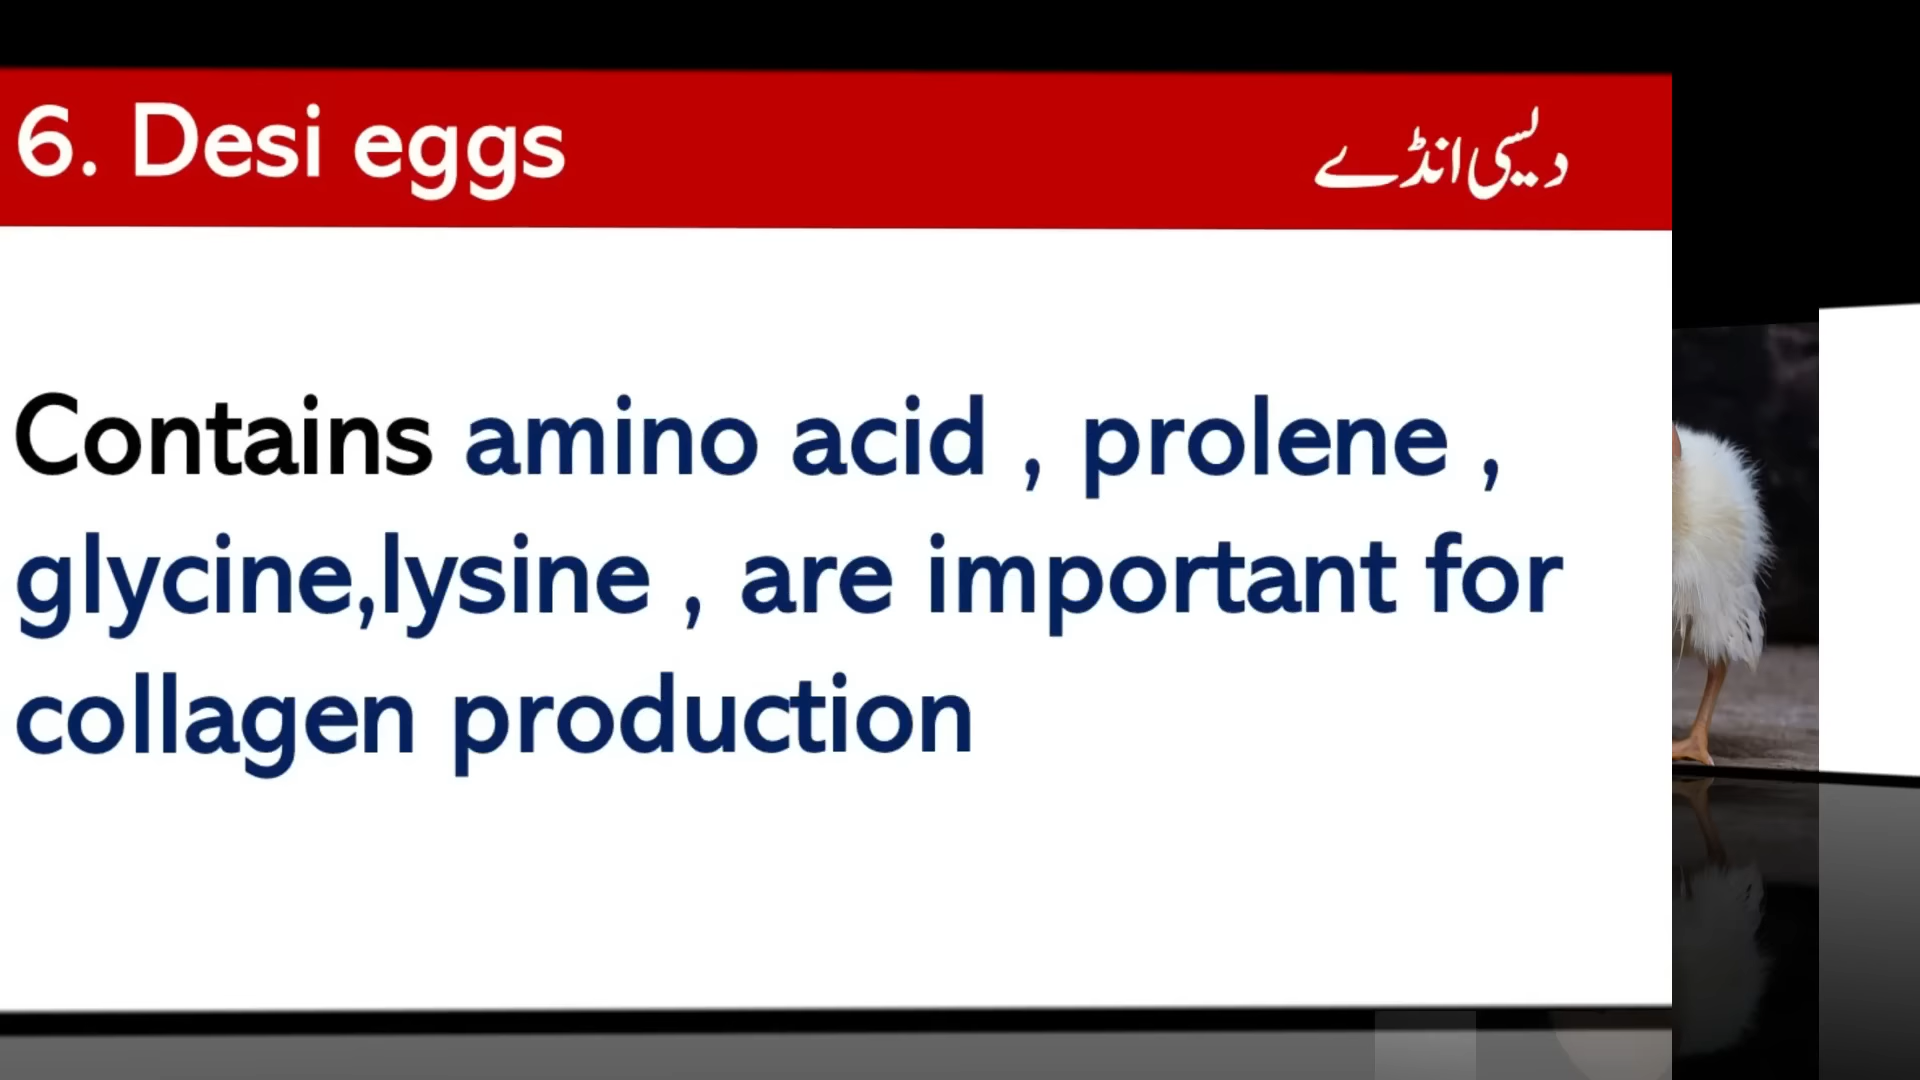 6. Desi eggs
دیسی انڈے
Contains amino acid , prolene ,
glycine,lysine , are important for
collagen production